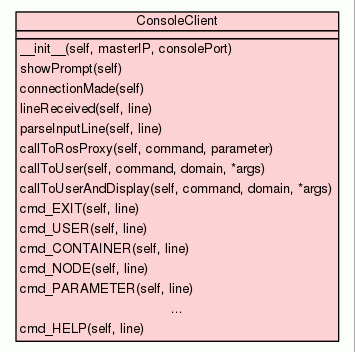 ConsoleClient
__init__(self, masterIP, consolePort)
showPrompt(self)
connectionMade(self)
lineReceived(self, line)
parseInputLine(self, line)
callToRosProxy(self, command, parameter)
callToUser(self, command, domain, *args)
callToUserAndDisplay(self, command, domain, *args)
cmd_EXIT(self, line)
cmd_USER(self, line)
cmd_CONTAINER(self, line)
cmd_NODE(self, line)
cmd_PARAMETER(self, line)
...
cmd_HELP(self, line)